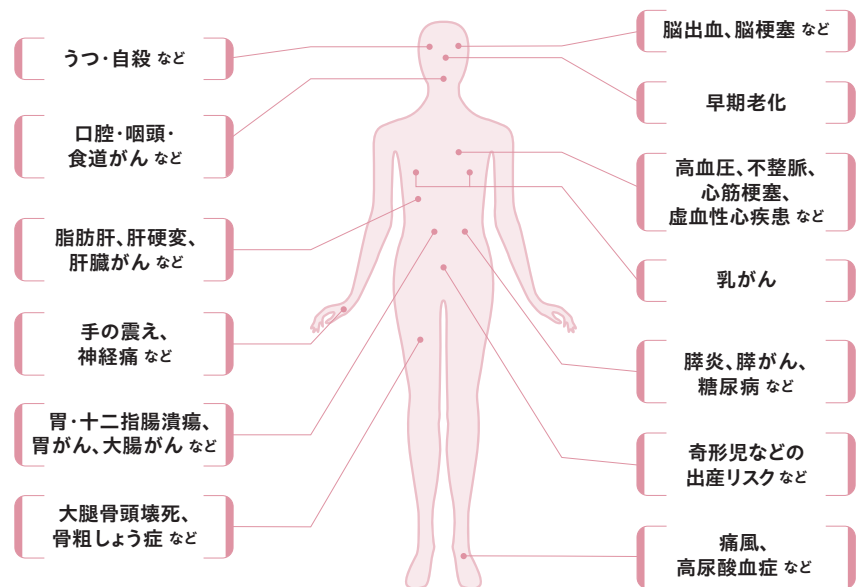 うつ・自殺 など
口腔・咽頭・
食道がん など
脂肪肝、肝硬変、
肝臓がん など
手の震え、
神経痛 など
胃・十二指腸潰瘍、
胃がん、大腸がん など
大腿骨頭壊死、
骨粗しょう症 など
脳出血、脳梗塞 など
早期老化
高血圧、不整脈、
心筋梗塞、
虚血性心疾患 など
乳がん
膵炎、膵がん、
糖尿病 など
奇形児などの
出産リスク など
痛風、
高尿酸血症 など